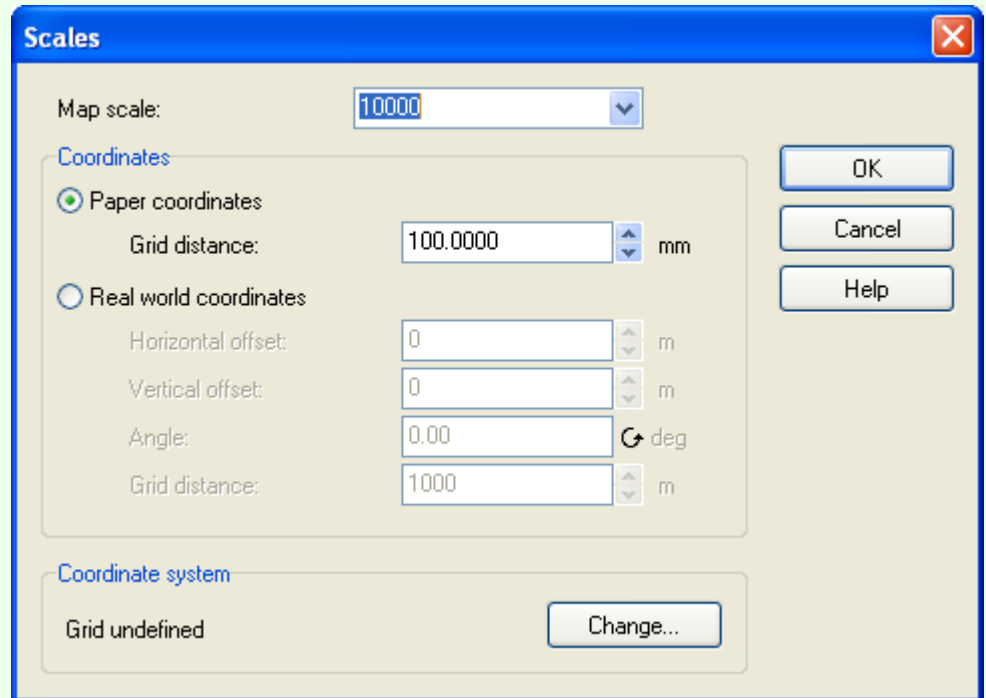 Scales
Map scale: 10000
Coordinates
Paper coordinates
Grid distance: 100.0000 mm
Real world coordinates
Horizontal offset: 0 m
Vertical offset: 0 m
Angle: 0.00 deg
Grid distance: 1000 m
Coordinate system
Grid undefined Change...
OK
Cancel
Help